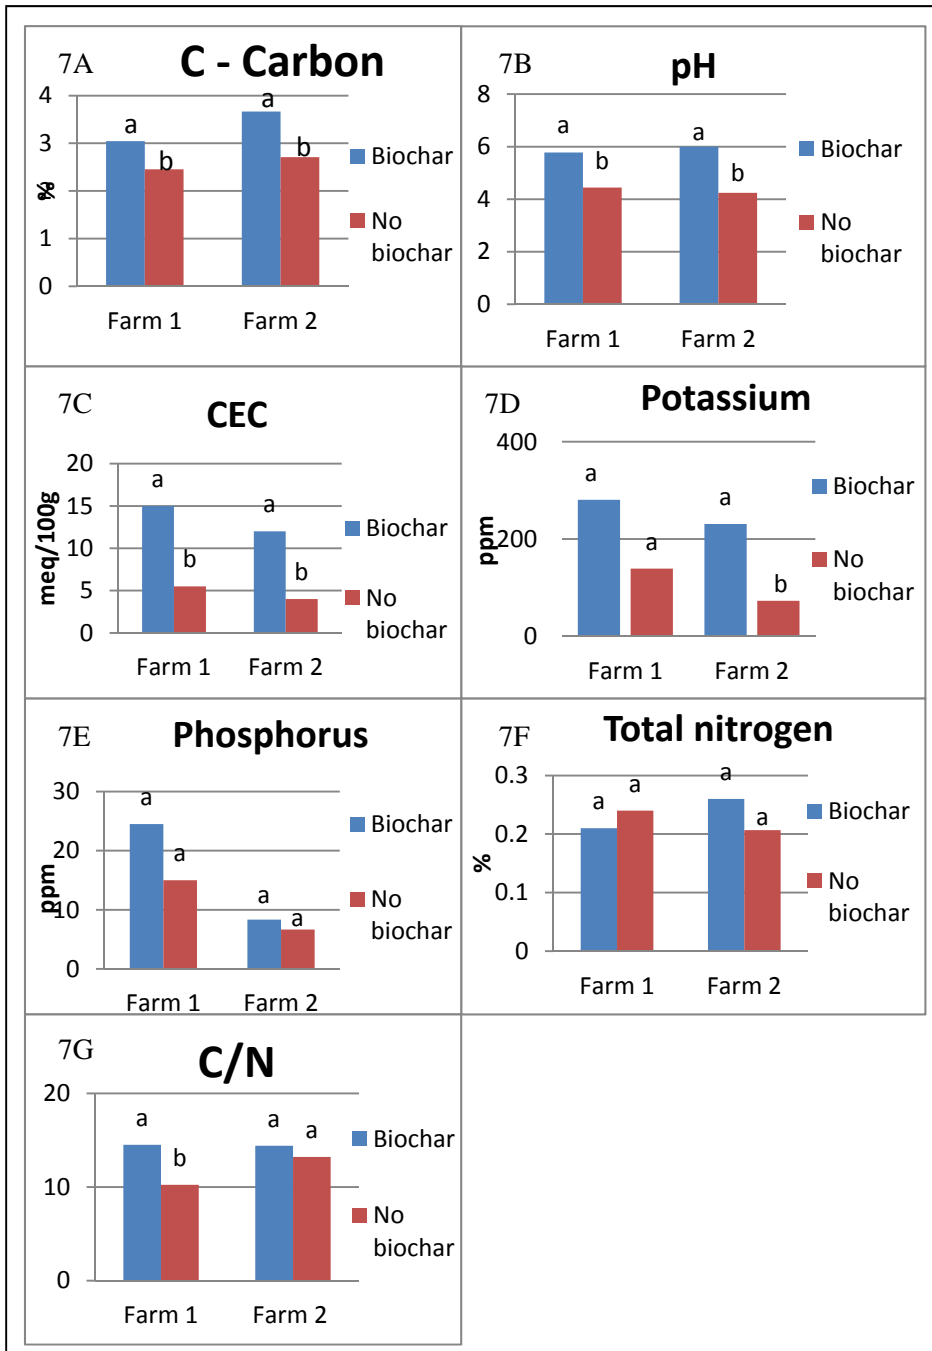 7A
C - Carbon
4
3
1
0
%
a
b
a
b
Farm 1
Farm 2
Biochar
No
biochar
7B
pH
8
6
4
2
0
a
b
a
b
Farm 1
Farm 2
Biochar
No
biochar
7C
CEC
20
15
10
5
0
meq/100g
a
b
a
b
Farm 1
Farm 2
Biochar
No
biochar
7D
Potassium
400
200
0
ppm
a
a
a
b
Farm 1
Farm 2
Biochar
No
biochar
7E
Phosphorus
30
20
10
0
ppm
a
a
a
a
Farm 1
Farm 2
Biochar
No
biochar
7F
Total nitrogen
0.3
0.2
0.1
0
%
a
a
a
a
Farm 1
Farm 2
Biochar
No
biochar
7G
C/N
20
10
0
a
b
a
a
Farm 1
Farm 2
Biochar
No
biochar